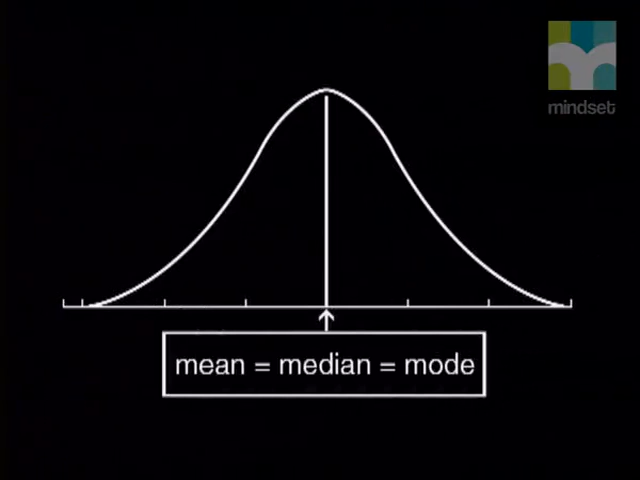 mindset
mean = median = mode